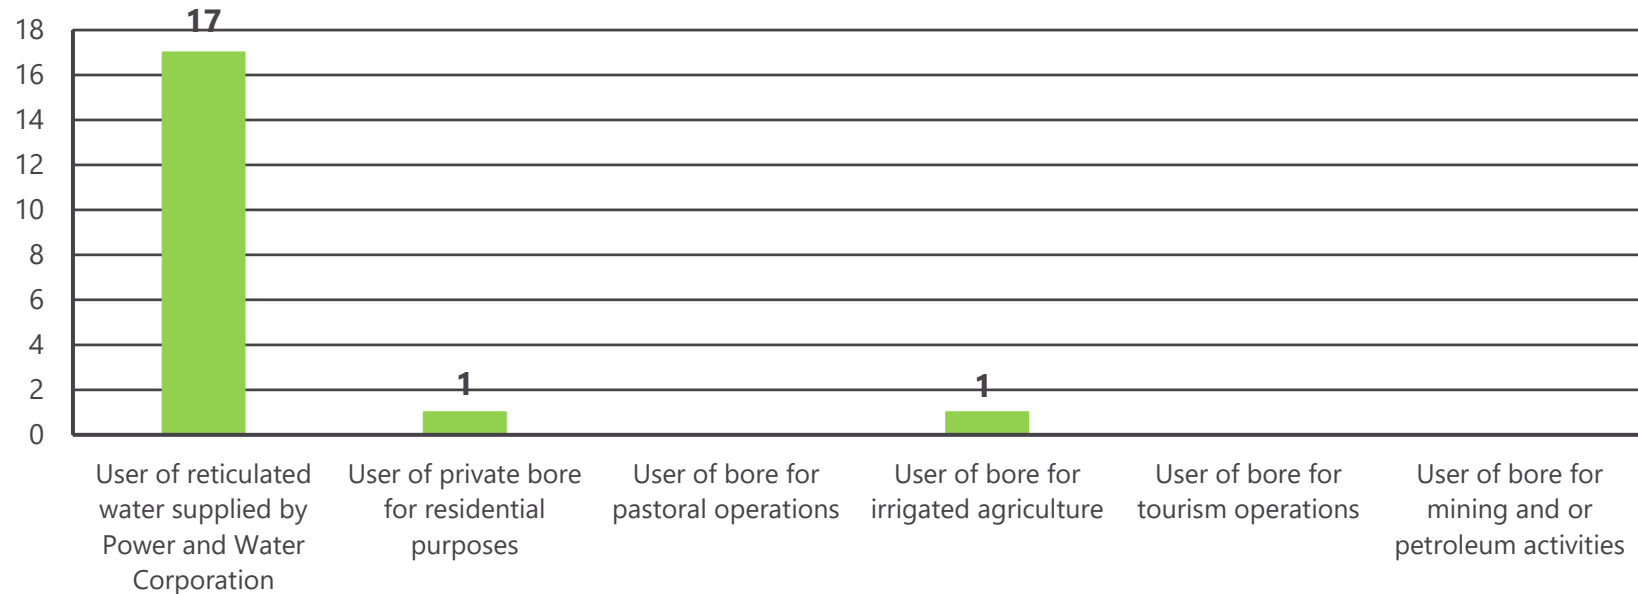 17
18
16
14
12
10
8
6
4
2
0
1
1
User of reticulated
water supplied by
Power and Water
Corporation
User of private bore
for residential
purposes
User of bore for
pastoral operations
User of bore for
irrigated agriculture
User of bore for
tourism operations
User of bore for
mining and or
petroleum activities